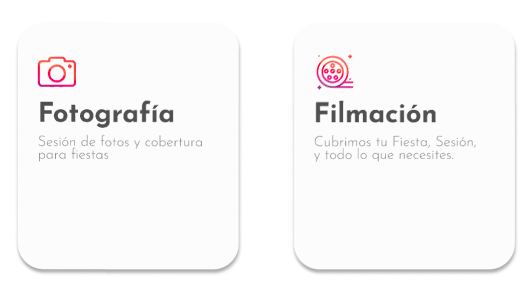 Fotografía
Sesión de fotos y cobertura
para fiestas
Filmación
Cubrimos tu Fiesta, Sesión,
y todo lo que necesites.